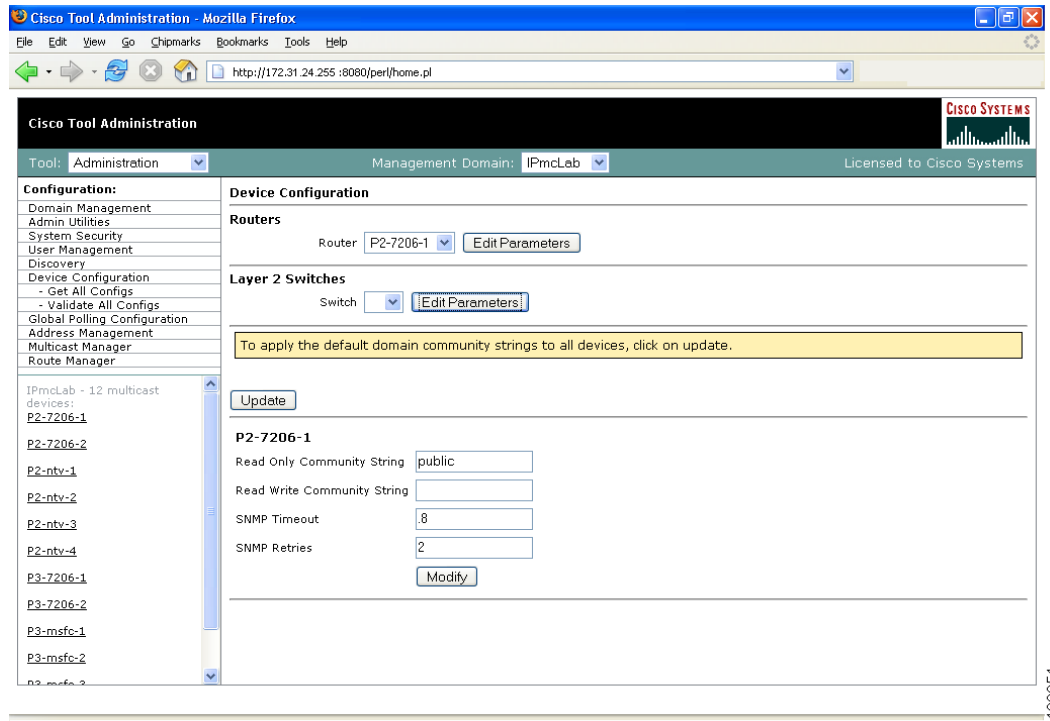 Cisco Tool Administration - Mozilla Firefox
File Edit View Go Chipmarks Bookmarks Tools Help
http://172.31.24.255 :8080/perl/home.pl
Cisco Tool Administration
CISCO SYSTEMS
Tool: Administration Management Domain: IPmcLab Licensed to Cisco Systems
Configuration:
Domain Management
Admin Utilities
System Security
User Management
Discovery
Device Configuration
- Get All Configs
- Validate All Configs
Global Polling Configuration
Address Management
Multicast Manager
Route Manager
IPmcLab - 12 multicast
devices:
P2-7206-1
P2-7206-2
P2-ntv-1
P2-ntv-2
P2-ntv-3
P2-ntv-4
P3-7206-1
P3-7206-2
P3-msfc-1
P3-msfc-2
Device Configuration
Routers
Router P2-7206-1 Edit Parameters
Layer 2 Switches
Switch Edit Parameters
To apply the default domain community strings to all devices, click on update.
Update
P2-7206-1
Read Only Community String public
Read Write Community String
SNMP Timeout .8
SNMP Retries 2
Modify